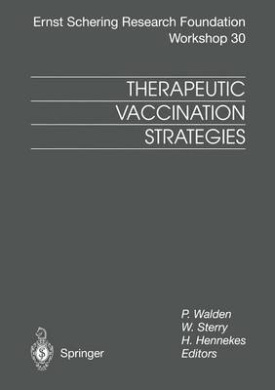 Ernst Schering Research Foundation
Workshop 30
THERAPEUTIC
VACCINATION
STRATEGIES
P. Walden
W. Sterry
H. Hennekes
Editors
Springer